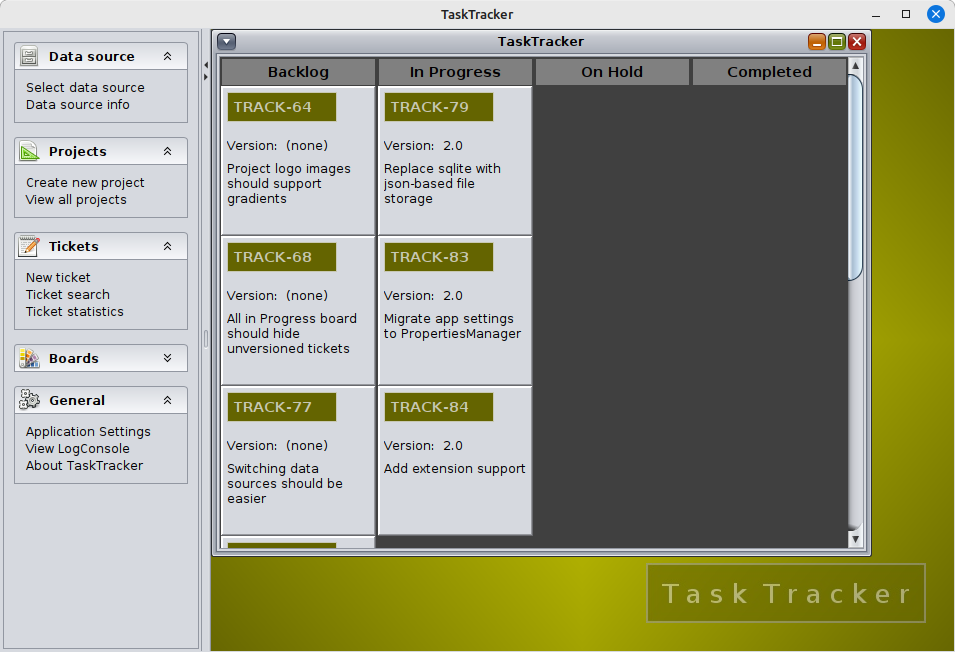 TaskTracker
Data source
Select data source
Data source info
Projects
Create new project
View all projects
Tickets
New ticket
Ticket search
Ticket statistics
Boards
General
Application Settings
View LogConsole
About TaskTracker
TaskTracker
Backlog
In Progress
On Hold
Completed
TRACK-64
Version: (none)
Project logo images
should support
gradients
TRACK-79
Version: 2.0
Replace sqlite with
json-based file
storage
TRACK-68
Version: (none)
All in Progress board
should hide
unversioned tickets
TRACK-83
Version: 2.0
Migrate app settings
to PropertiesManager
TRACK-77
Version: (none)
Switching data
sources should be
easier
TRACK-84
Version: 2.0
Add extension support
Task Tracker